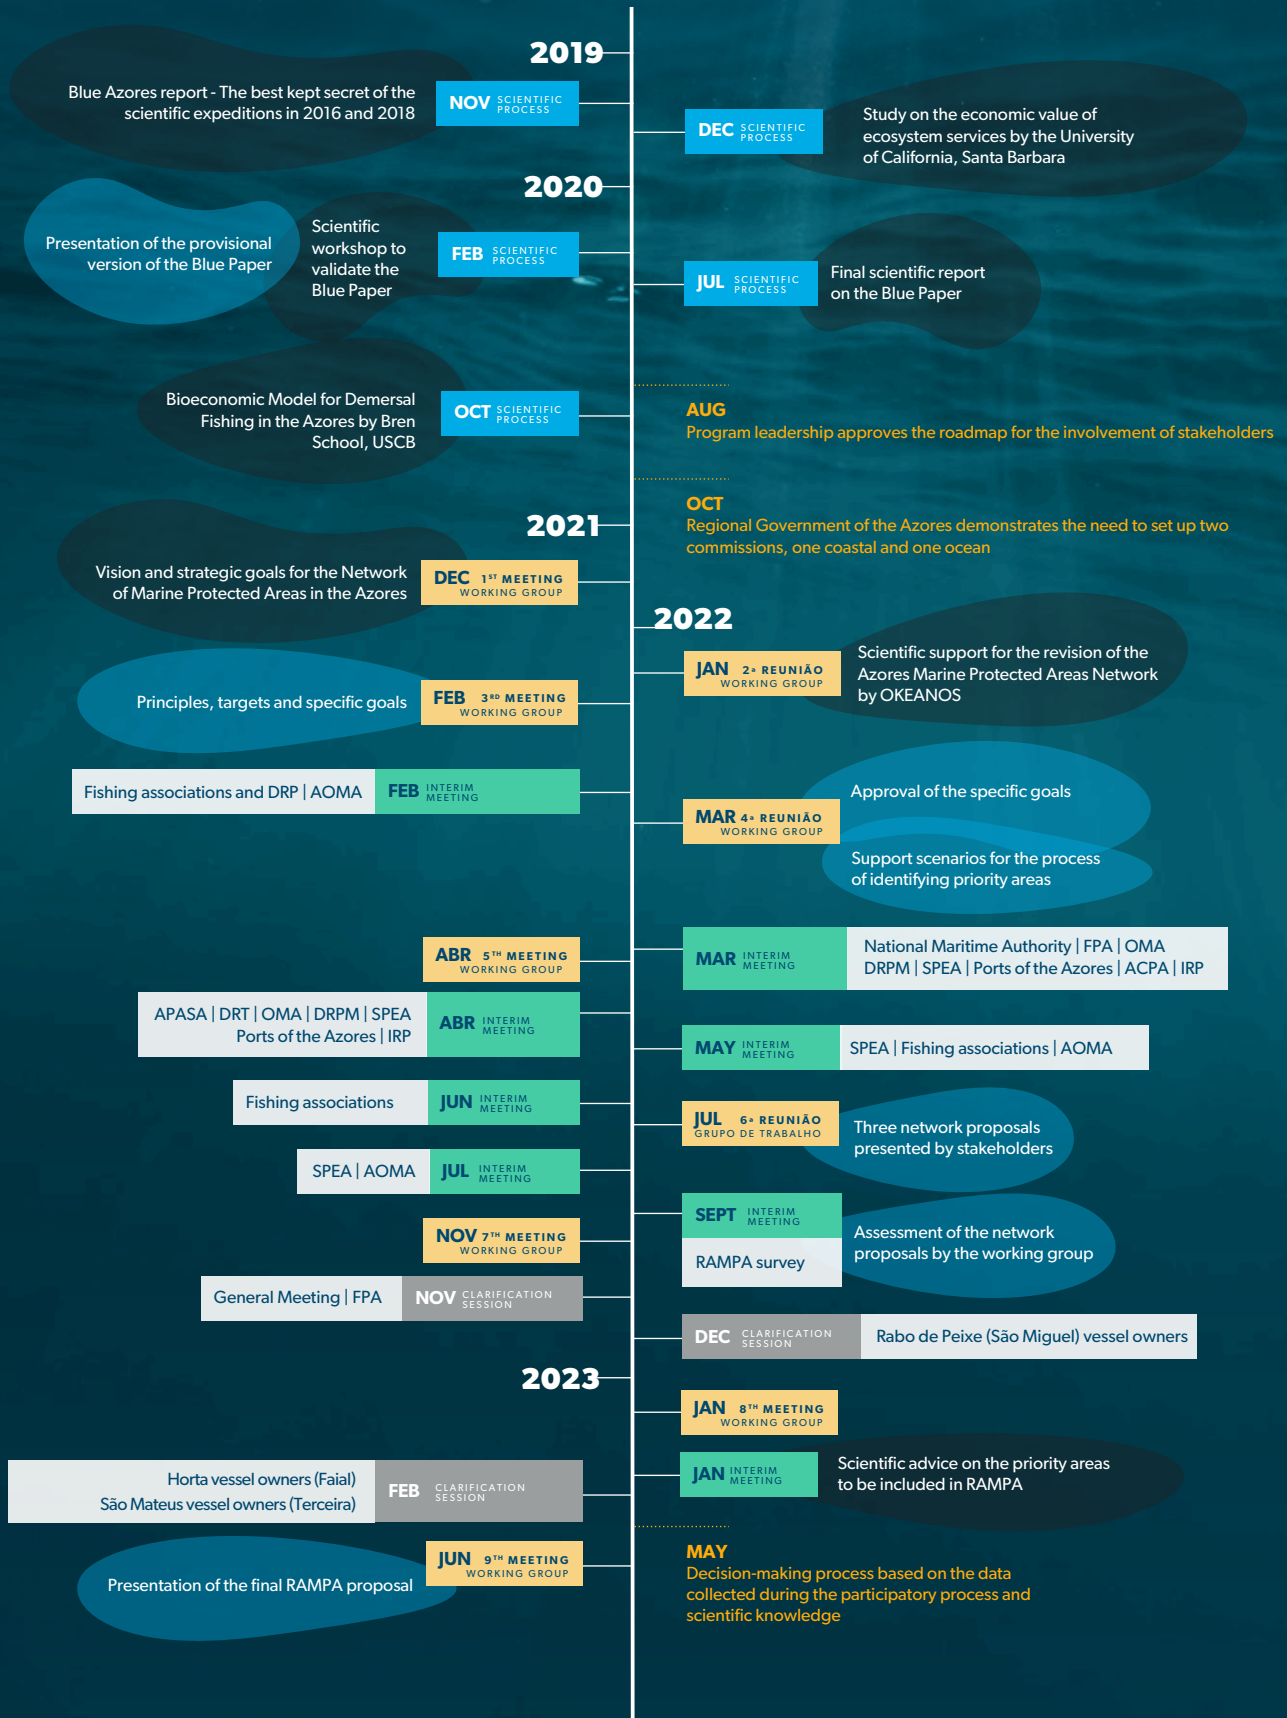 2019
Blue Azores report - The best kept secret of the
scientific expeditions in 2016 and 2018
NOV SCIENTIFIC
PROCESS
DEC SCIENTIFIC
PROCESS
Study on the economic value of
ecosystem services by the University
of California, Santa Barbara
2020
Presentation of the provisional
version of the Blue Paper
Scientific
workshop to
validate the
Blue Paper
FEB SCIENTIFIC
PROCESS
JUL SCIENTIFIC
PROCESS
Final scientific report
on the Blue Paper
Bioeconomic Model for Demersal
Fishing in the Azores by Bren
School, USCB
OCT SCIENTIFIC
PROCESS
AUG
Program leadership approves the roadmap for the involvement of stakeholders
OCT
Regional Government of the Azores demonstrates the need to set up two
commissions, one coastal and one ocean
2021
Vision and strategic goals for the Network
of Marine Protected Areas in the Azores
DEC 1ST MEETING
WORKING GROUP
2022
JAN 2ª REUNIÃO
WORKING GROUP
Scientific support for the revision of the
Azores Marine Protected Areas Network
by OKEANOS
Principles, targets and specific goals
FEB 3RD MEETING
WORKING GROUP
Fishing associations and DRP | AOMA
FEB INTERIM
MEETING
MAR 4ª REUNIÃO
WORKING GROUP
Approval of the specific goals
Support scenarios for the process
of identifying priority areas
ABR 5TH MEETING
WORKING GROUP
MAR INTERIM
MEETING
National Maritime Authority | FPA | OMA
DRPM | SPEA | Ports of the Azores | ACPA | IRP
APASA | DRT | OMA | DRPM | SPEA
Ports of the Azores | IRP
ABR INTERIM
MEETING
MAY INTERIM
MEETING
SPEA | Fishing associations | AOMA
Fishing associations
JUN INTERIM
MEETING
JUL 6ª REUNIÃO
GRUPO DE TRABALHO
Three network proposals
presented by stakeholders
SPEA | AOMA
JUL INTERIM
MEETING
SEPT INTERIM
MEETING
RAMPA survey
Assessment of the network
proposals by the working group
NOV 7TH MEETING
WORKING GROUP
General Meeting | FPA
NOV CLARIFICATION
SESSION
DEC CLARIFICATION
SESSION
Rabo de Peixe (São Miguel) vessel owners
2023
JAN 8TH MEETING
WORKING GROUP
JAN INTERIM
MEETING
Scientific advice on the priority areas
to be included in RAMPA
Horta vessel owners (Faial)
São Mateus vessel owners (Terceira)
FEB CLARIFICATION
SESSION
MAY
Decision-making process based on the data
collected during the participatory process and
scientific knowledge
JUN 9TH MEETING
WORKING GROUP
Presentation of the final RAMPA proposal